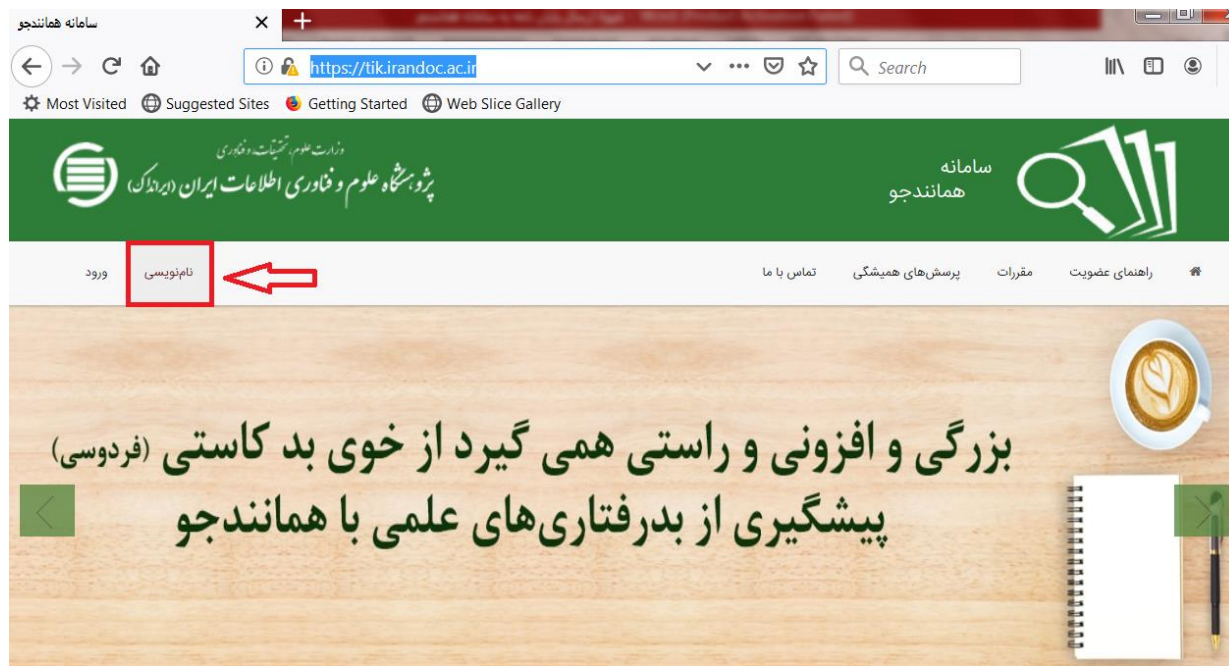 سامانه همانندجو
https://tik.irandoc.ac.ir
Search
Most Visited
Suggested Sites
Getting Started
Web Slice Gallery
سامانه
همانندجو
وزارت علوم، تحقیقات و فناوری
پژوهشگاه علوم و فناوری اطلاعات ایران (ایرانداک)
راهنمای عضویت
مقررات
پرسش‌های همیشگی
تماس با ما
نام‌نویسی
ورود
بزرگی و افزونی و راستی همی گیرد از خوی بد کاستی (فردوسی)
پیشگیری از بدرفتاری‌های علمی با همانندجو